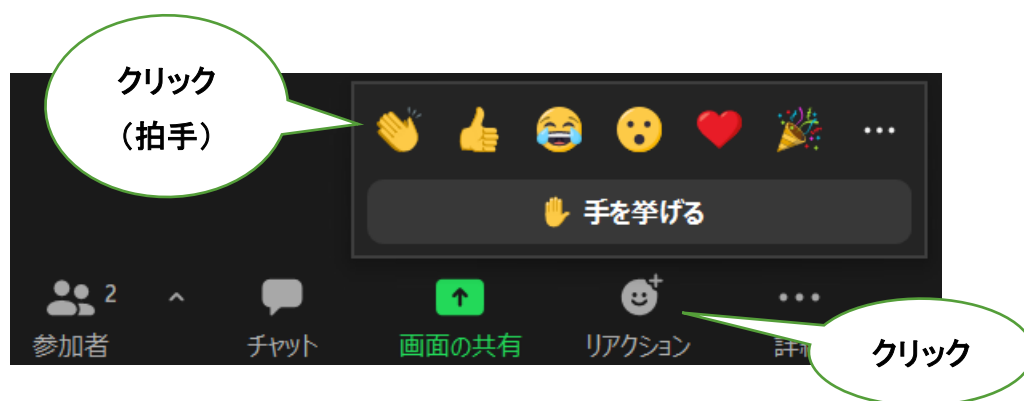 クリック
（拍手）
手を挙げる
2
参加者
チャット
画面の共有
リアクション
クリック